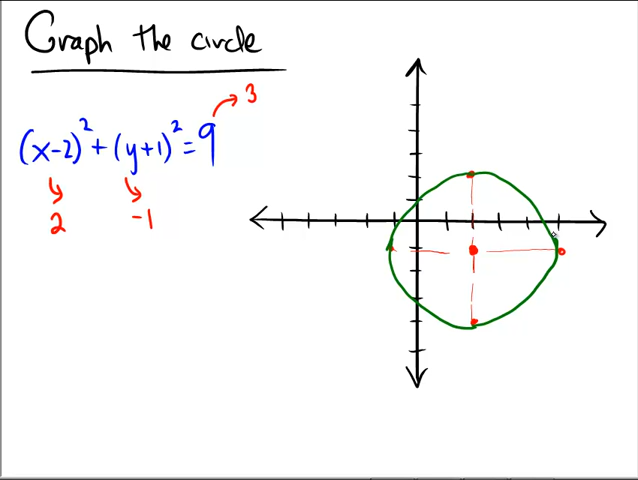 Graph the circle
3
(x-2)² + (y+1)² = 9
2 -1